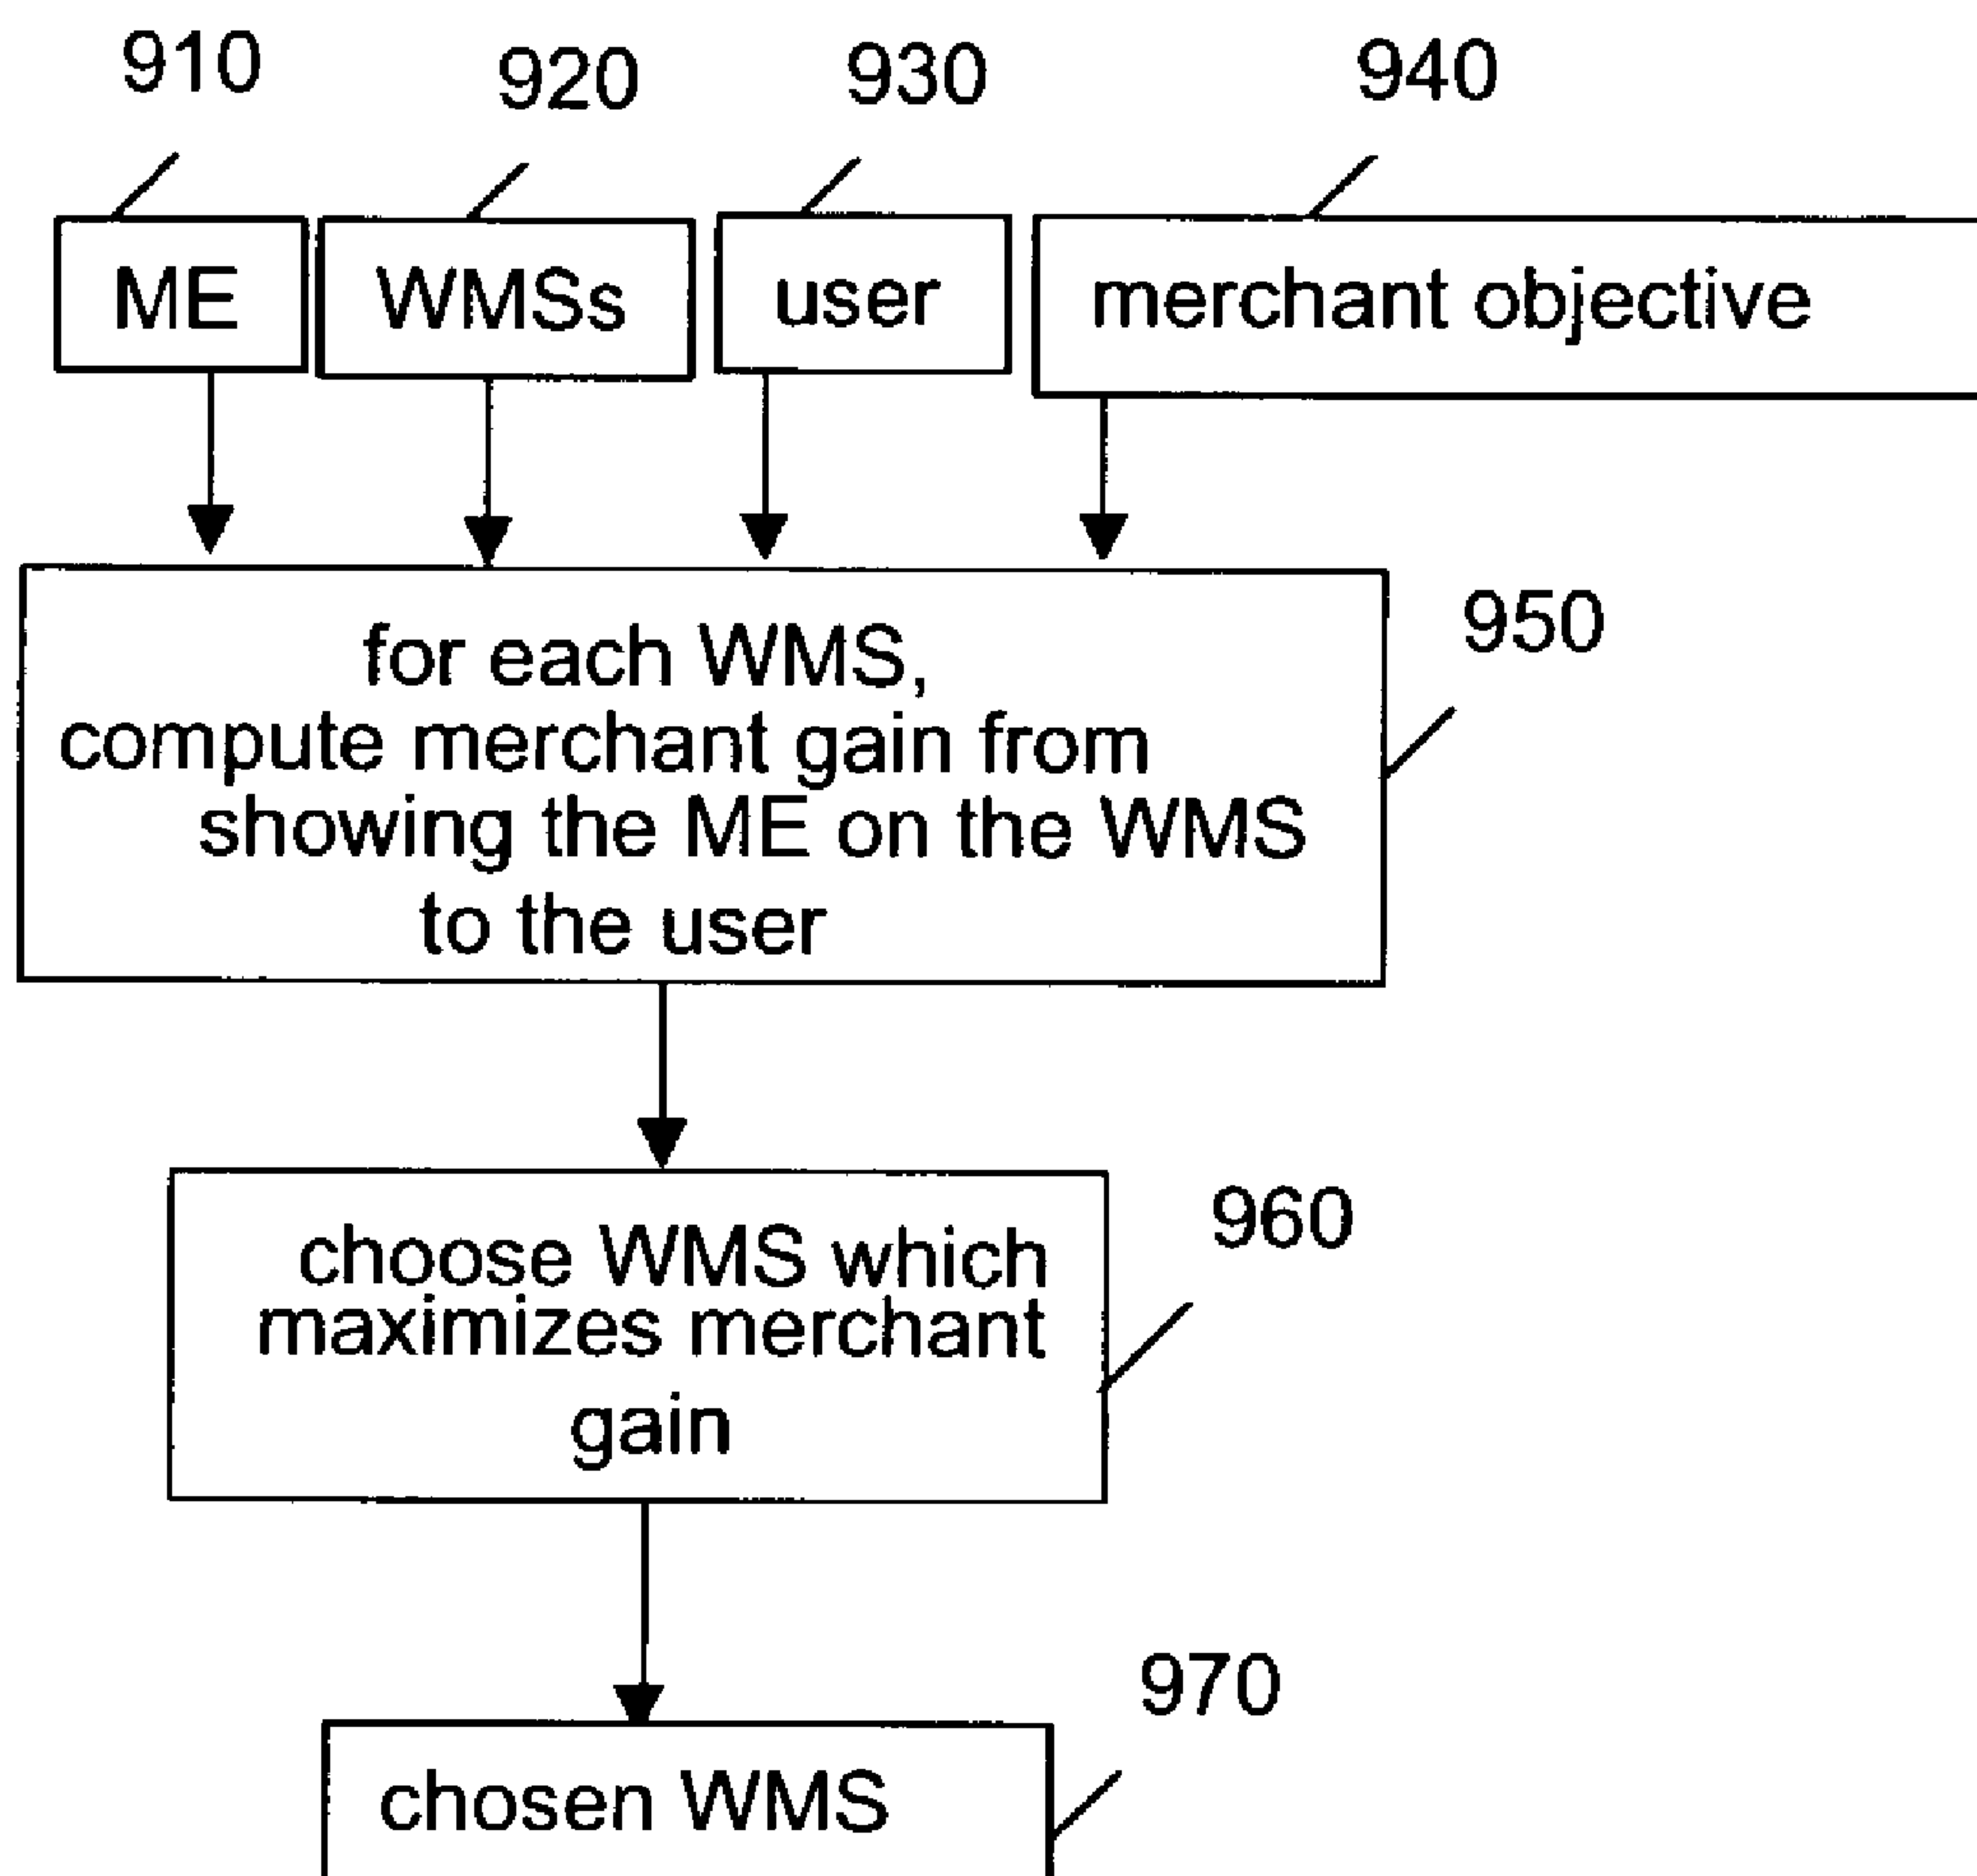 910
920
930
940
ME
WMSs
user
merchant objective
for each WMS,
compute merchant gain from
showing the ME on the WMS
to the user
950
choose WMS which
maximizes merchant
gain
960
970
chosen WMS